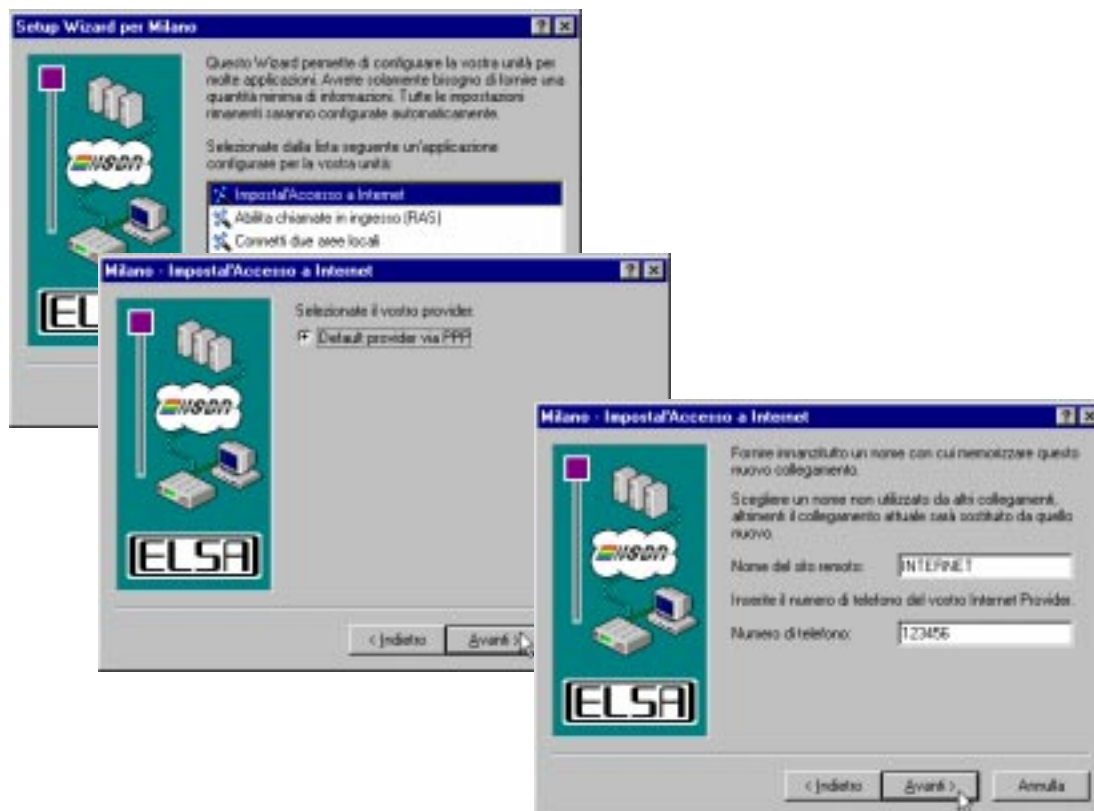 Setup Wizard per Milano
Questo Wizard permette di configurare la vostra unità per
molte applicazioni. Avrete solamente bisogno di fornire una
quantità minima di informazioni. Tutte le impostazioni
rimanenti saranno configurate automaticamente.
Selezionate dalla lista seguente un'applicazione
configurare per la vostra unità:
Imposta l'Accesso a Internet
Abilita chiamate in ingresso (RAS)
Connetti due aree locali
ISDN
EL
Milano - Imposta l'Accesso a Internet
Selezionate il vostro provider.
Default provider via PPP
ISDN
ELSA
< Indietro
Avanti >
Milano - Imposta l'Accesso a Internet
Fornire innanzitutto un nome con cui memorizzare questo
nuovo collegamento.
Scegliere un nome non utilizzato da altri collegamenti,
altrimenti il collegamento attuale sarà sostituito da quello
nuovo.
Nome del sito remoto: INTERNET
Inserite il numero di telefono del vostro Internet Provider.
Numero di telefono: 123456
ISDN
ELSA
< Indietro
Avanti >
Annulla